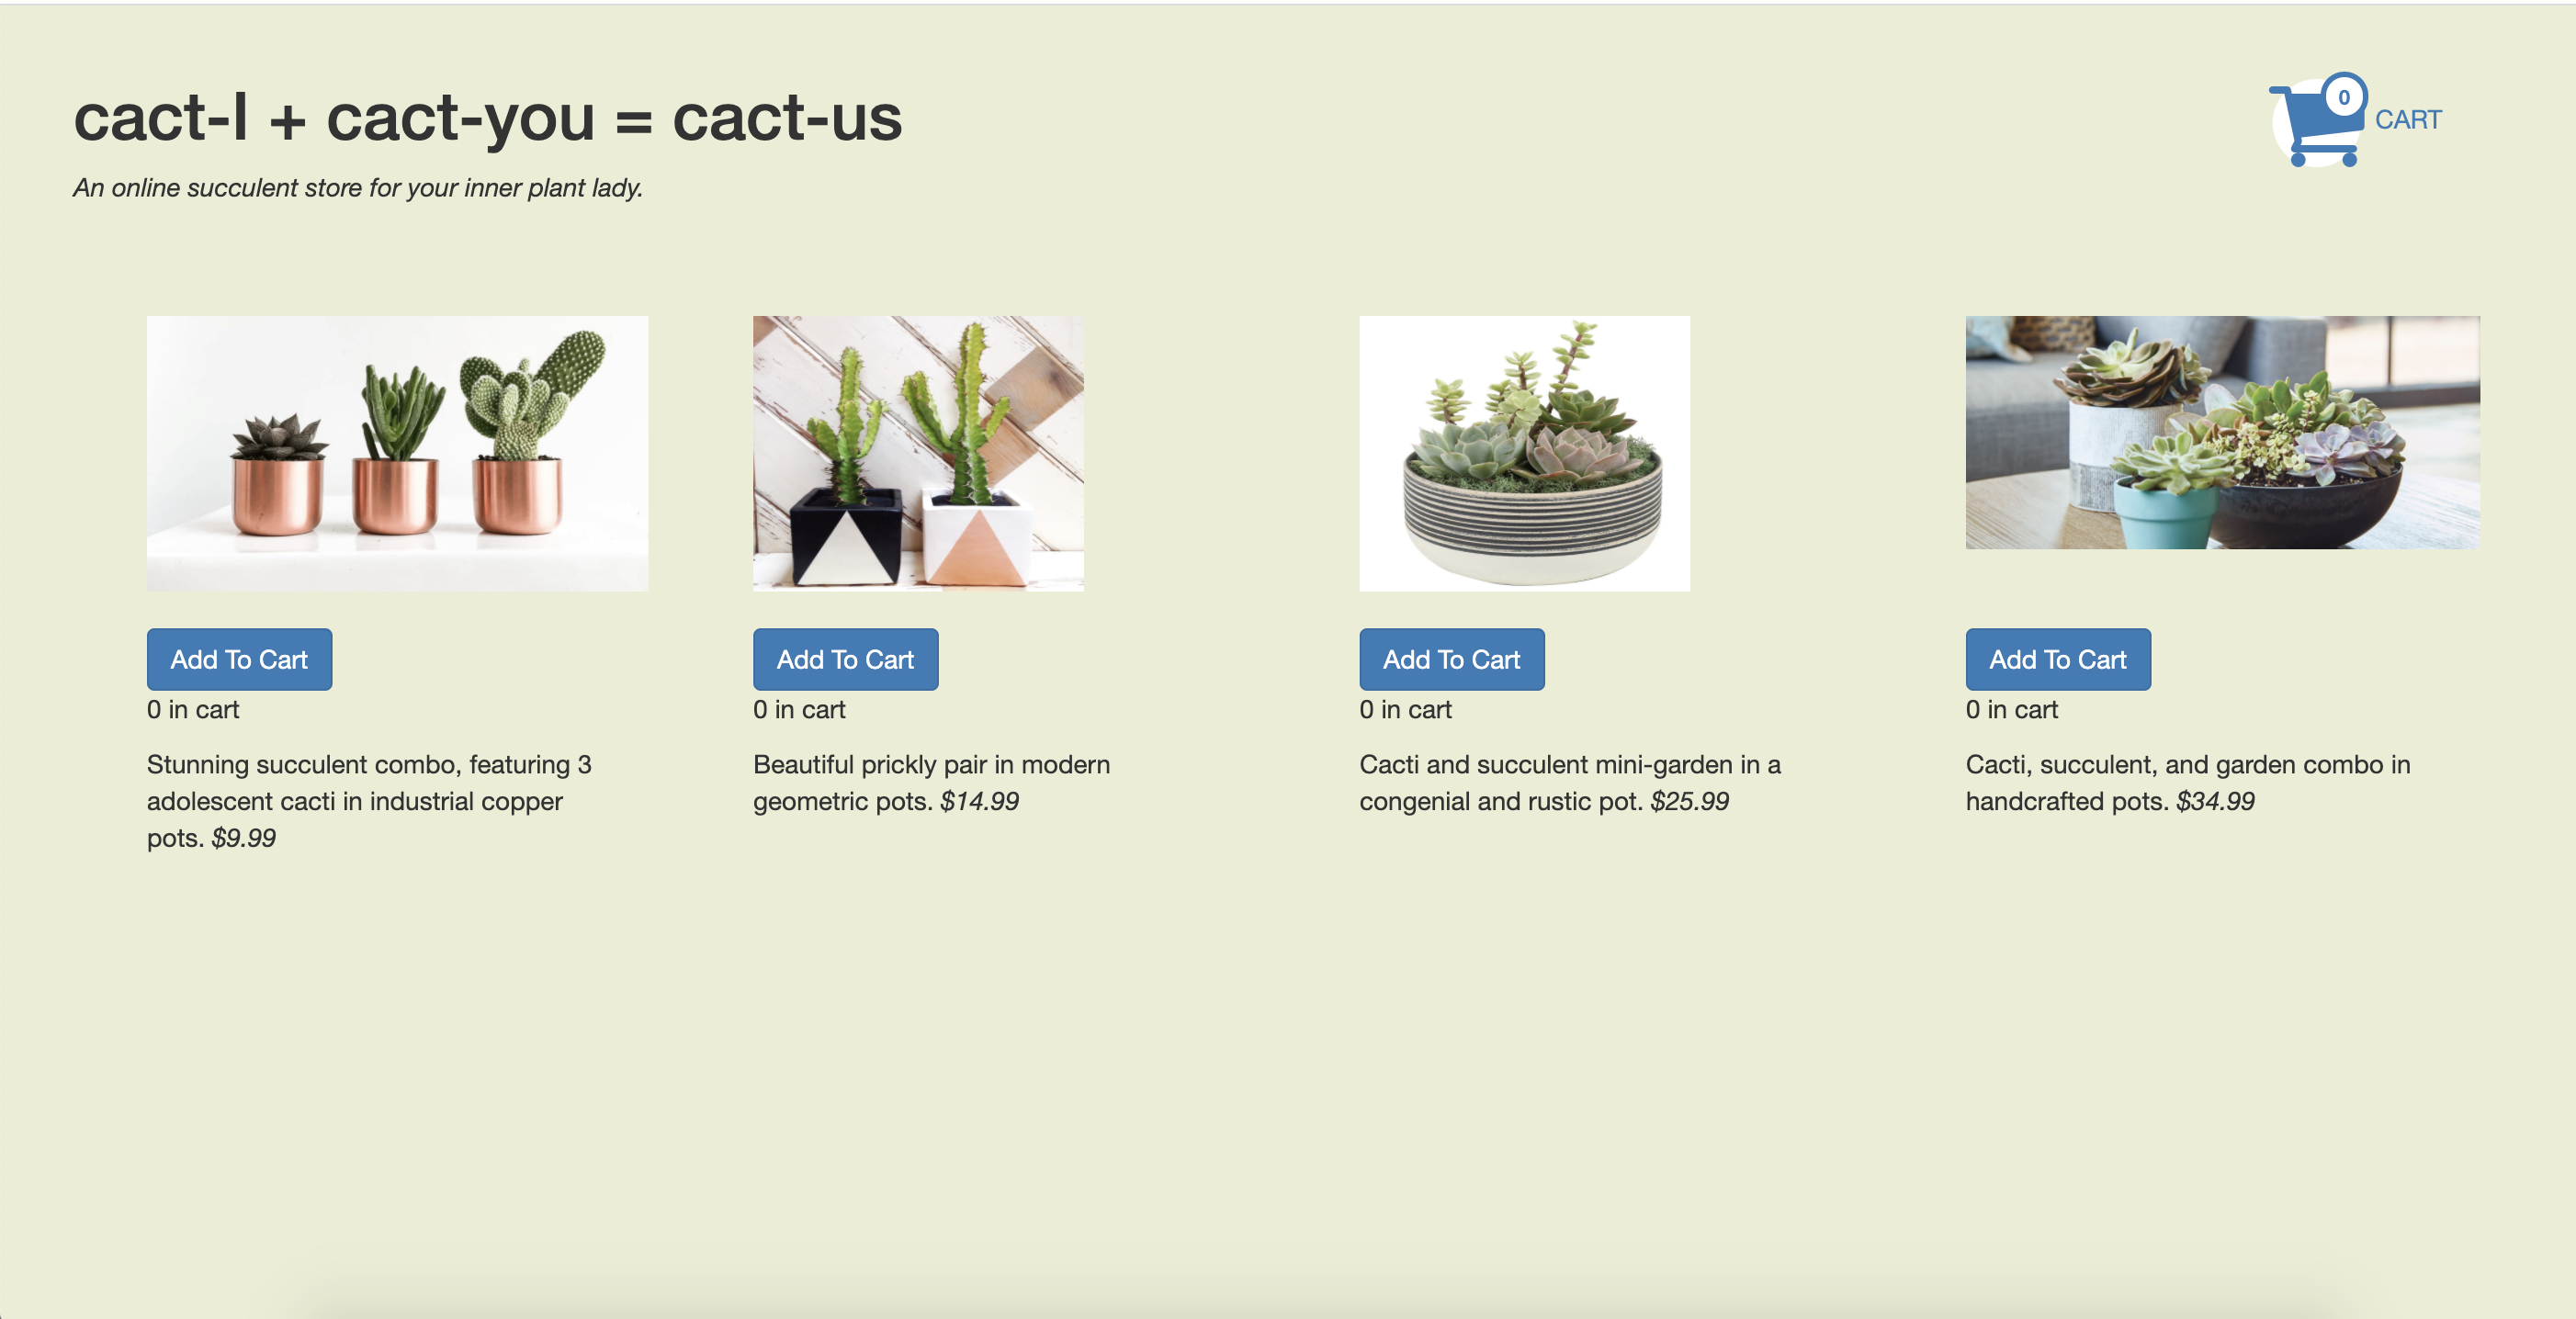 cact-I + cact-you = cact-us
An online succulent store for your inner plant lady.
0
CART
Add To Cart
0 in cart
Stunning succulent combo, featuring 3
adolescent cacti in industrial copper
pots. $9.99
Add To Cart
0 in cart
Beautiful prickly pair in modern
geometric pots. $14.99
Add To Cart
0 in cart
Cacti and succulent mini-garden in a
congenial and rustic pot. $25.99
Add To Cart
0 in cart
Cacti, succulent, and garden combo in
handcrafted pots. $34.99